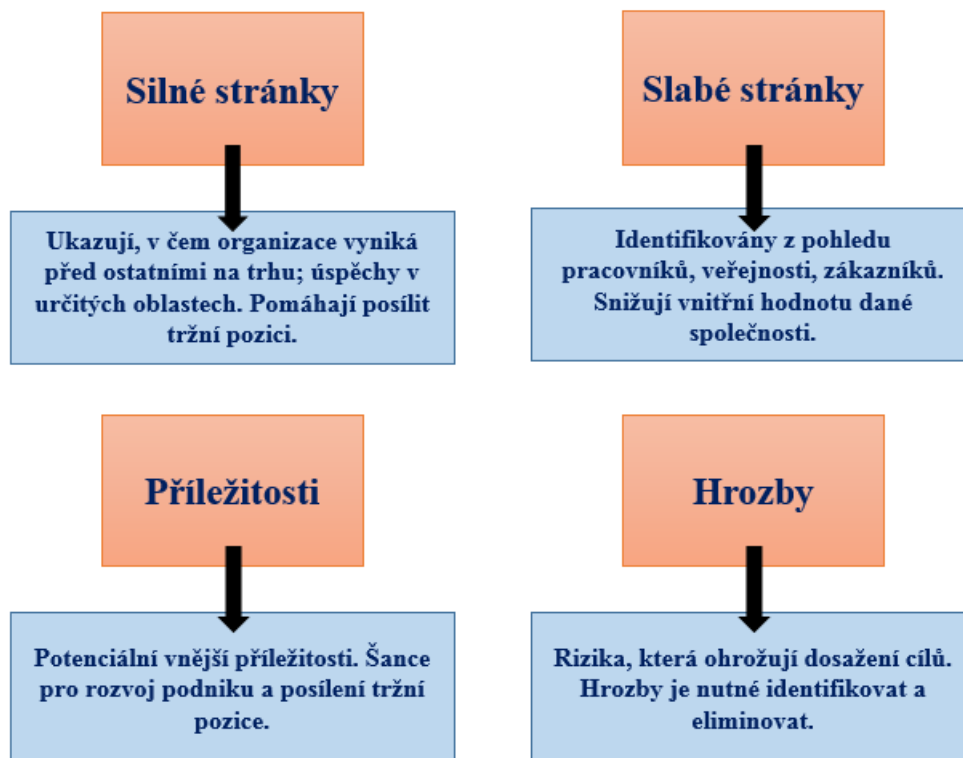 Silné stránky
Ukazují, v čem organizace vyniká
před ostatními na trhu; úspěchy v
určitých oblastech. Pomáhají posílit
tržní pozici.
Slabé stránky
Identifikovány z pohledu
pracovníků, veřejnosti, zákazníků.
Snižují vnitřní hodnotu dané
společnosti.
Příležitosti
Potenciální vnější příležitosti. Šance
pro rozvoj podniku a posílení tržní
pozice.
Hrozby
Rizika, která ohrožují dosažení cílů.
Hrozby je nutné identifikovat a
eliminovat.